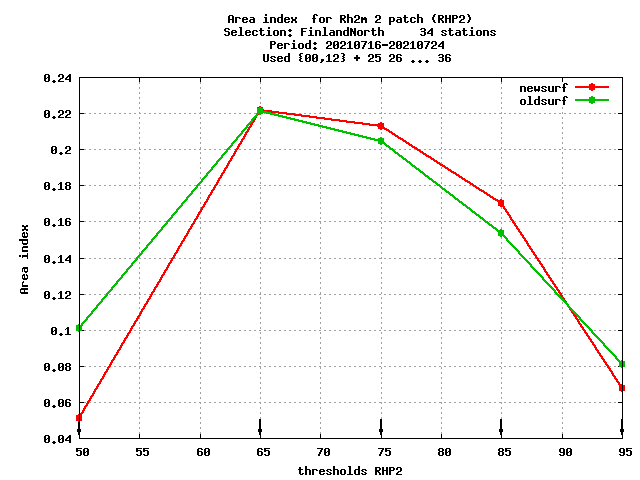 Area index  for Rh2m 2 patch (RHP2)
Selection: FinlandNorth     34 stations
Period: 20210716-20210724
Used {00,12} + 25 26 ... 36
newsurf
oldsurf
0.24
0.22
0.2
0.18
0.16
0.14
0.12
0.1
0.08
0.06
0.04
Area index
50 55 60 65 70 75 80 85 90 95
thresholds RHP2